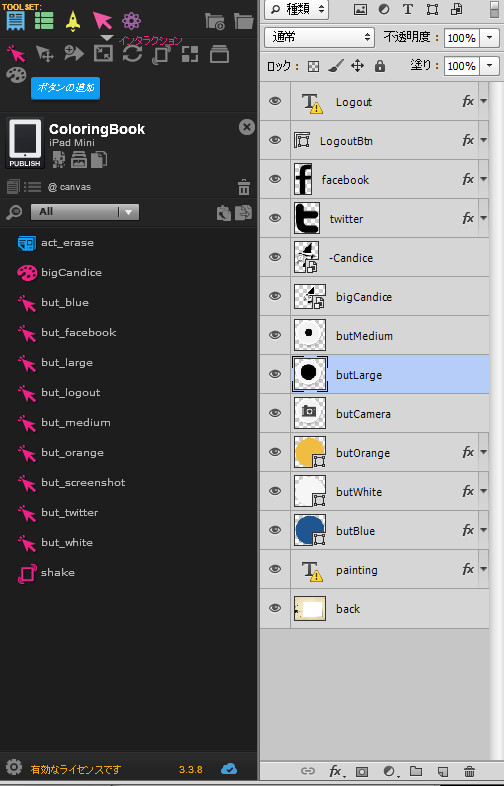 TOOLSET:
インタラクション
ボタンの追加
ColoringBook
iPad Mini
PUBLISH
@ canvas
All
act_erase
bigCandice
but_blue
but_facebook
but_large
but_logout
but_medium
but_orange
but_screenshot
but_twitter
but_white
shake
有効なライセンスです 3.3.8
種類
通常 不透明度: 100%
ロック: 塗り: 100%
Logout fx
LogoutBtn
facebook fx
twitter fx
-Candice
bigCandice
butMedium
butLarge
butCamera
butOrange fx
butWhite fx
butBlue fx
painting fx
back
fx.